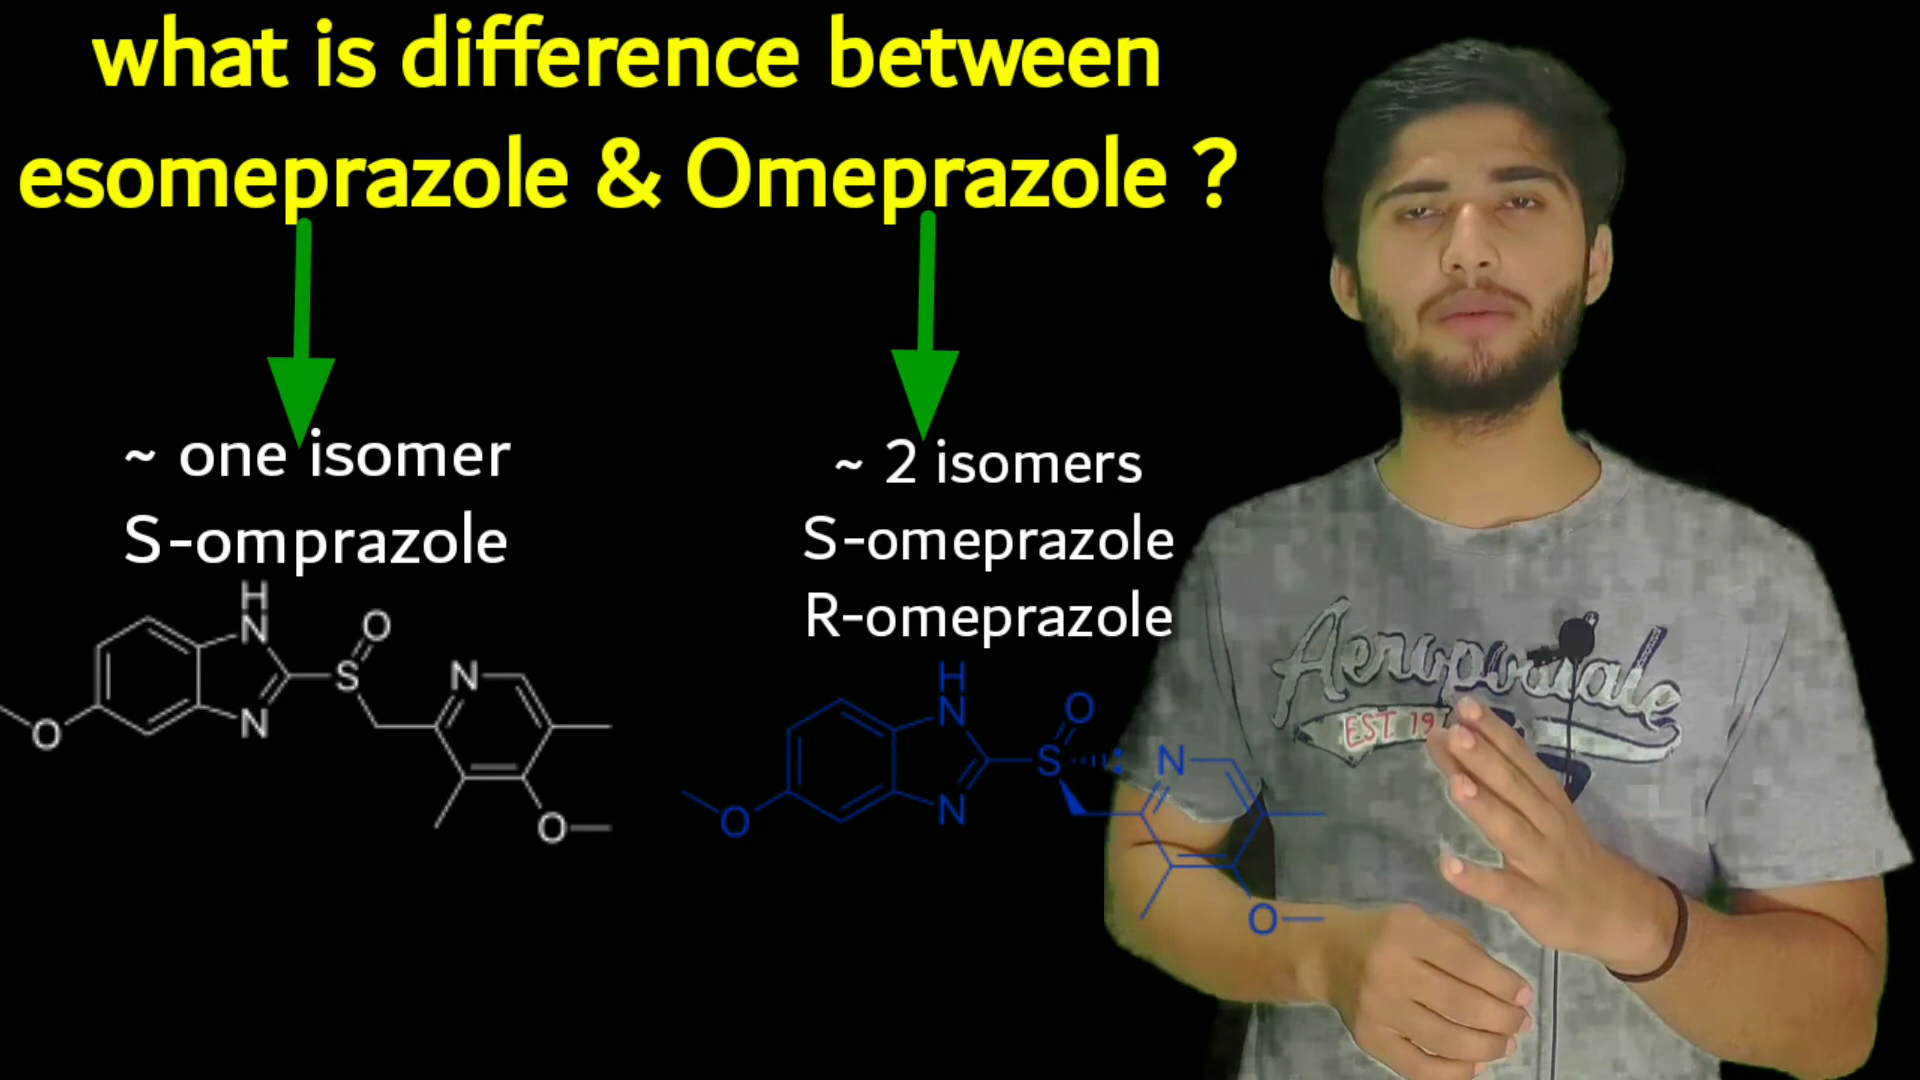 what is difference between
esomeprazole & Omeprazole ?
~ one isomer
S-omprazole
~ 2 isomers
S-omeprazole
R-omeprazole
H
N
N
O
S
O
N
O
H
N
N
O
S
O
N
O
Aeropostale
EST 19